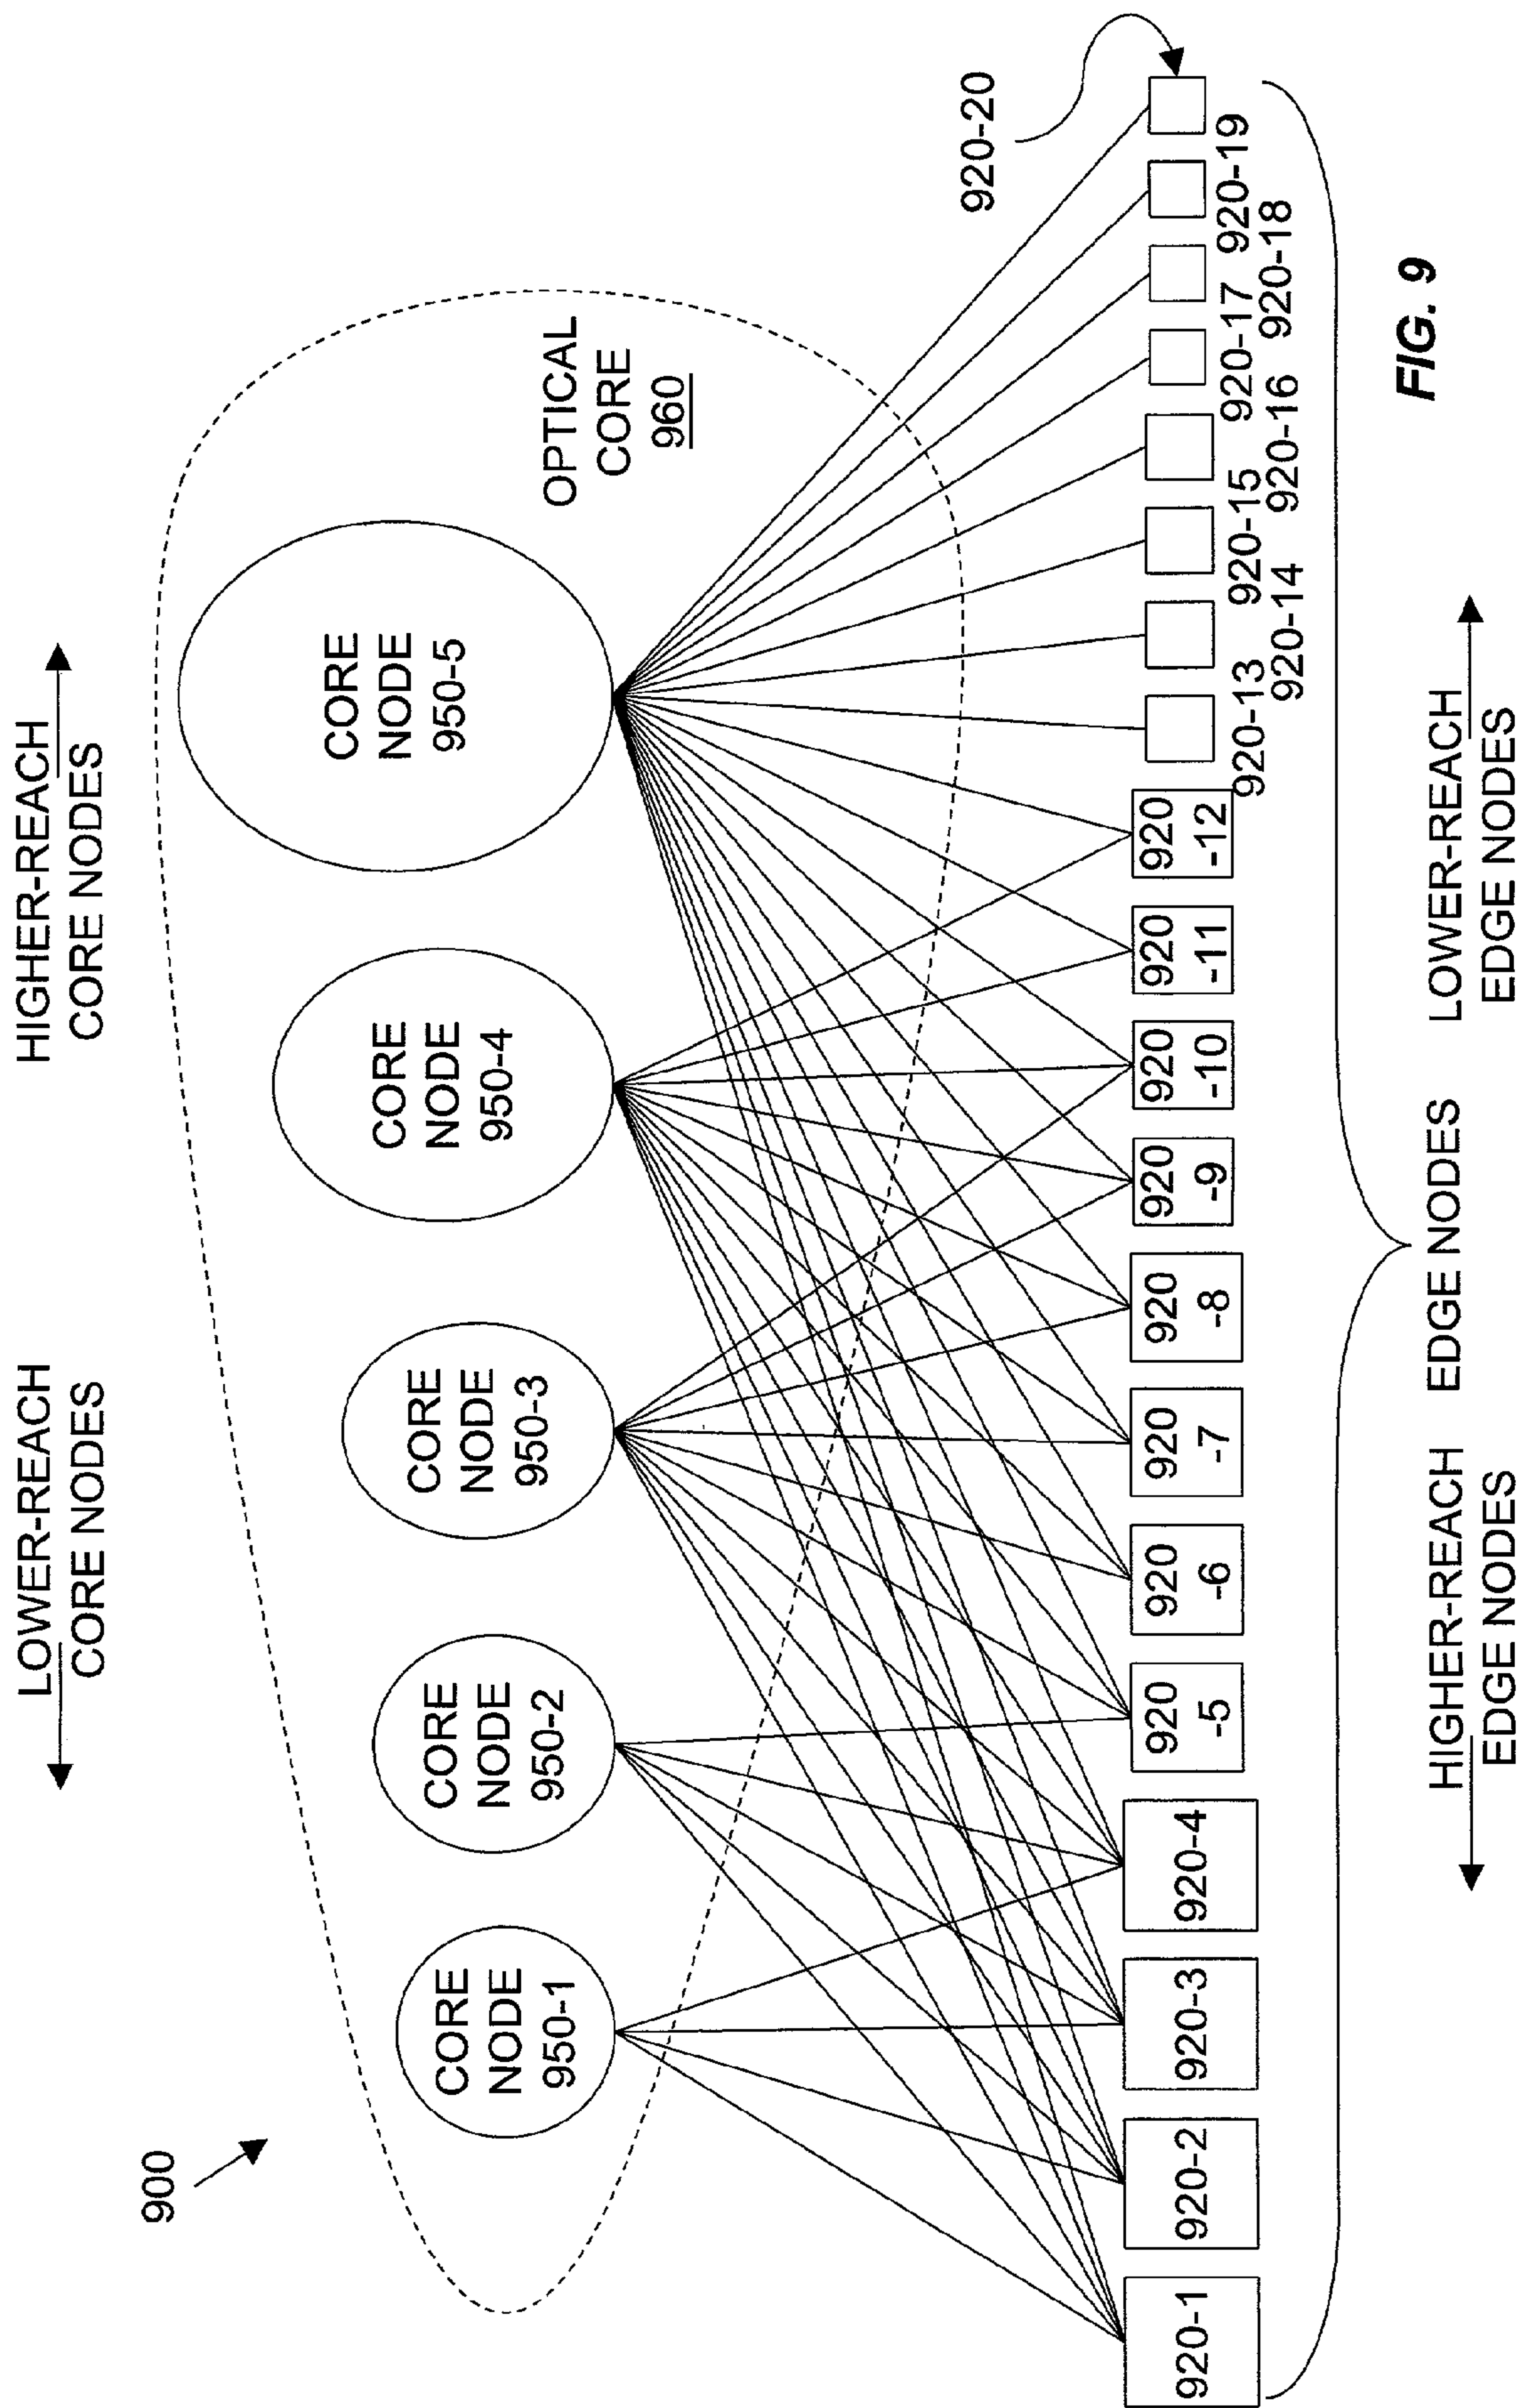 900
LOWER-REACH
CORE NODES
HIGHER-REACH
CORE NODES
CORE
NODE
950-1
CORE
NODE
950-2
CORE
NODE
950-3
CORE
NODE
950-4
CORE
NODE
950-5
OPTICAL
CORE
960
920-1
920-2
920-3
920-4
920
-5
920
-6
920
-7
920
-8
920
-9
920
-10
920
-11
920
-12
920-13
920-14
920-15
920-16
920-17
920-18
920-19
920-20
HIGHER-REACH
EDGE NODES
EDGE NODES
LOWER-REACH
EDGE NODES
FIG. 9